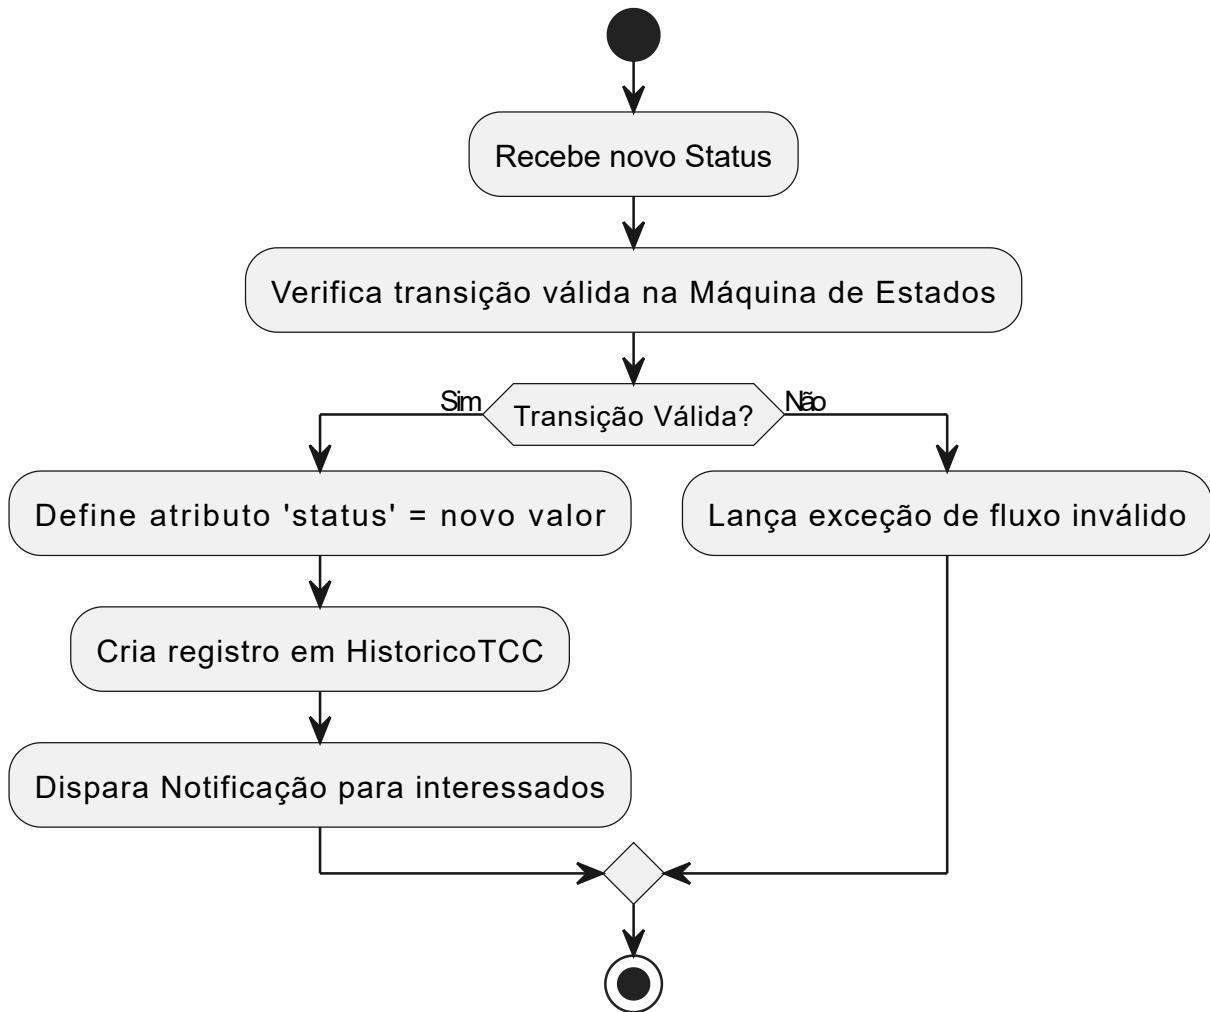 Recebe novo Status
Verifica transição válida na Máquina de Estados
Sim
Transição Válida?
Não
Define atributo 'status' = novo valor
Lança exceção de fluxo inválido
Cria registro em HistoricoTCC
Dispara Notificação para interessados